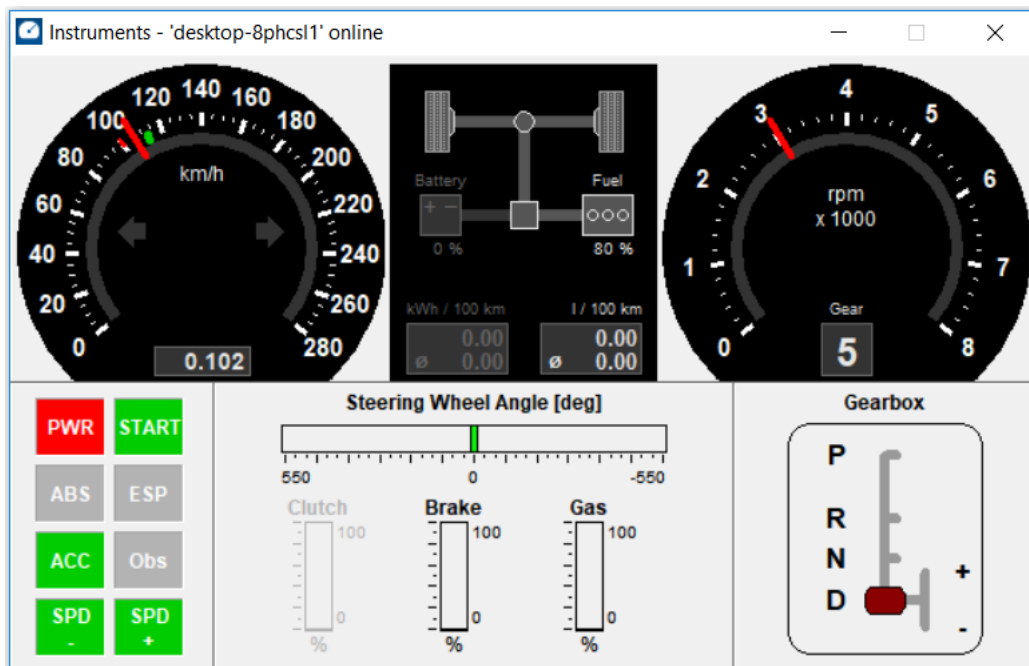 Instruments - 'desktop-8phcsl1' online
0 20 40 60 80 100 120 140 160 180 200 220 240 260 280
km/h
0.102
Battery Fuel
+ -
0 % 80 %
kWh / 100 km l / 100 km
0.00 0.00
ø 0.00 ø 0.00
0 1 2 3 4 5 6 7 8
rpm
x 1000
Gear
5
PWR START
ABS ESP
ACC Obs
SPD - SPD +
Steering Wheel Angle [deg]
550 0 -550
Clutch Brake Gas
100 100 100
0 0 0
% % %
Gearbox
P
R
N
D
+
-